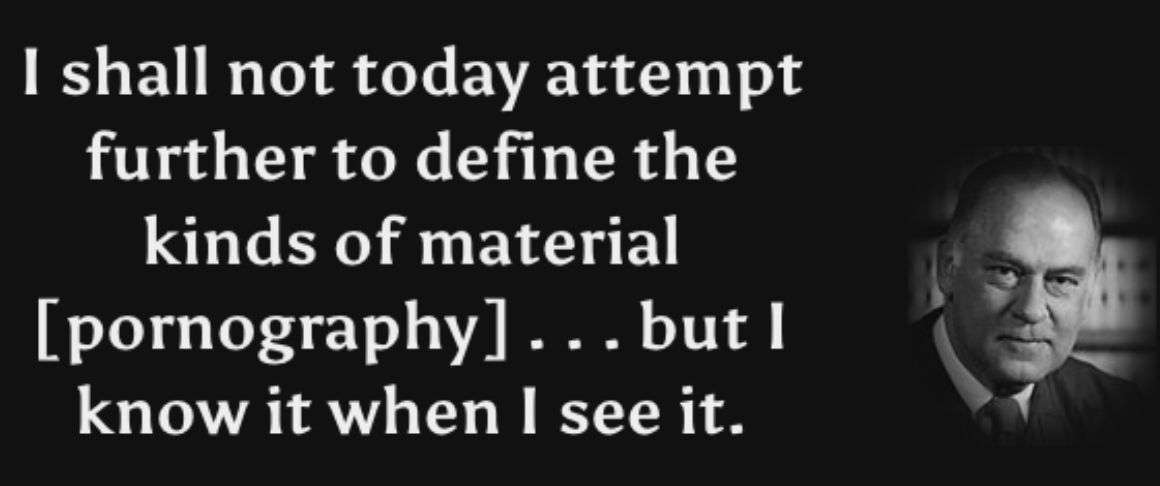 I shall not today attempt
further to define the
kinds of material
[pornography] . . . but I
know it when I see it.